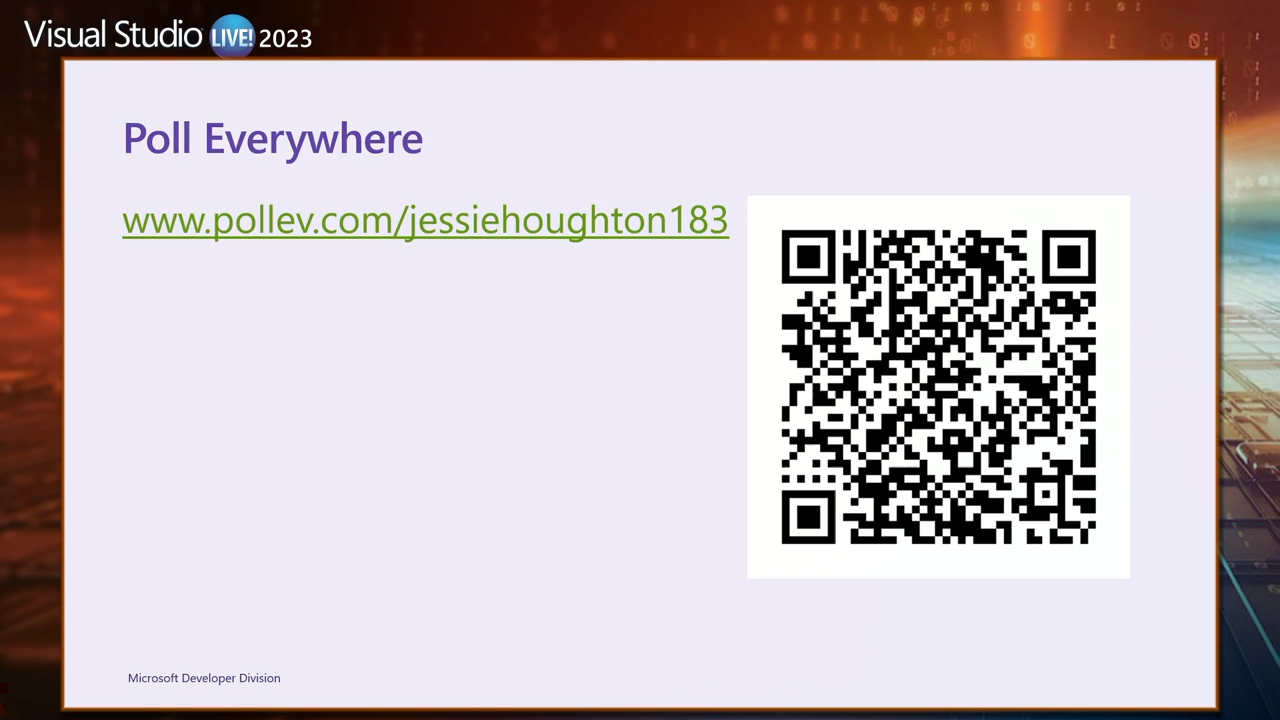 Visual Studio LIVE! 2023
Poll Everywhere
www.pollev.com/jessiehoughton183
Microsoft Developer Division